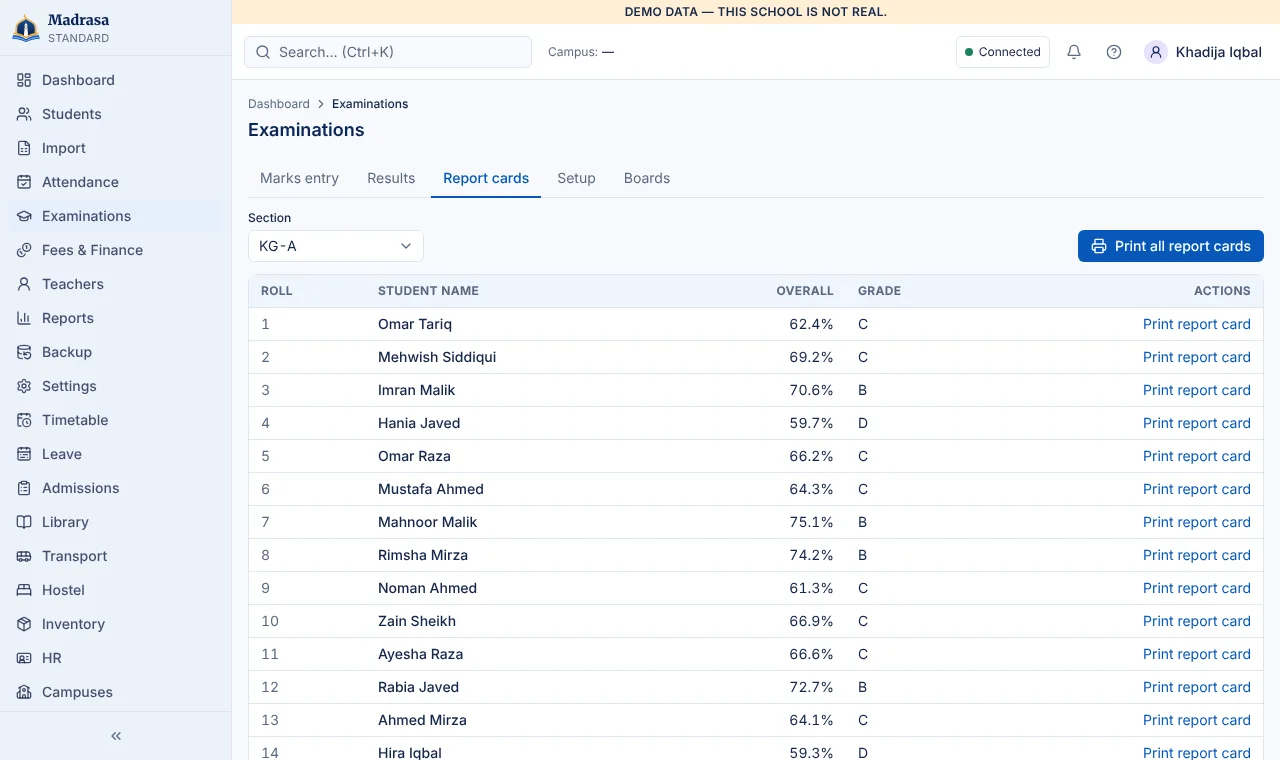 DEMO DATA — THIS SCHOOL IS NOT REAL.
Madrasa
STANDARD
Search... (Ctrl+K)
Campus: —
Connected
Khadija Iqbal
Dashboard
Students
Import
Attendance
Examinations
Fees & Finance
Teachers
Reports
Backup
Settings
Timetable
Leave
Admissions
Library
Transport
Hostel
Inventory
HR
Campuses
«
Dashboard > Examinations
Examinations
Marks entry Results Report cards Setup Boards
Section
KG-A
Print all report cards
ROLL STUDENT NAME OVERALL GRADE ACTIONS
1 Omar Tariq 62.4% C Print report card
2 Mehwish Siddiqui 69.2% C Print report card
3 Imran Malik 70.6% B Print report card
4 Hania Javed 59.7% D Print report card
5 Omar Raza 66.2% C Print report card
6 Mustafa Ahmed 64.3% C Print report card
7 Mahnoor Malik 75.1% B Print report card
8 Rimsha Mirza 74.2% B Print report card
9 Noman Ahmed 61.3% C Print report card
10 Zain Sheikh 66.9% C Print report card
11 Ayesha Raza 66.6% C Print report card
12 Rabia Javed 72.7% B Print report card
13 Ahmed Mirza 64.1% C Print report card
14 Hira Iqbal 59.3% D Print report card